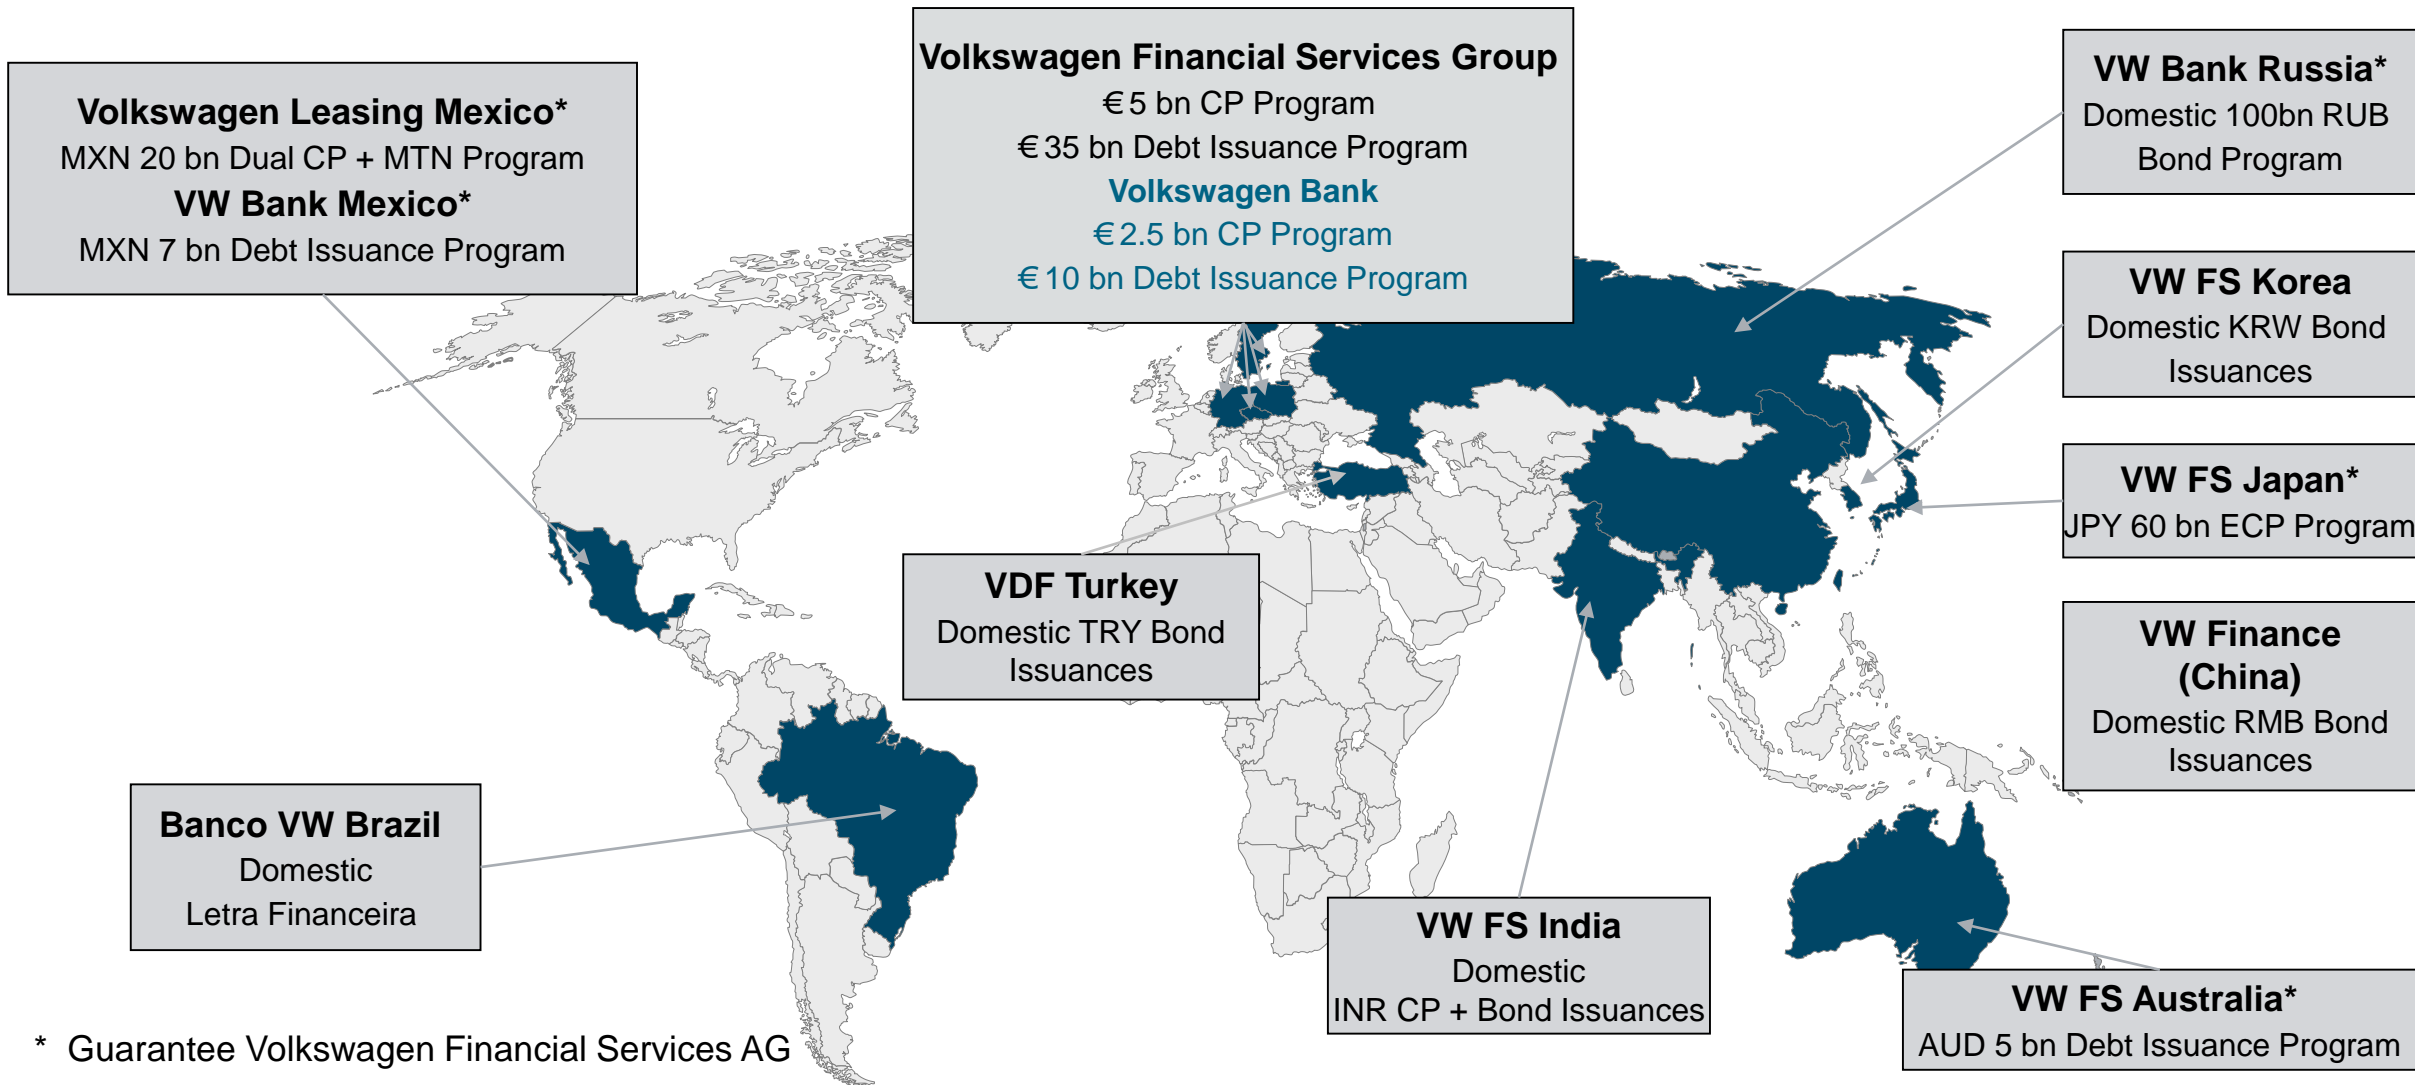 Volkswagen Leasing Mexico*
MXN 20 bn Dual CP + MTN Program
VW Bank Mexico*
MXN 7 bn Debt Issuance Program
Volkswagen Financial Services Group
€ 5 bn CP Program
€ 35 bn Debt Issuance Program
Volkswagen Bank
€ 2.5 bn CP Program
€ 10 bn Debt Issuance Program
VW Bank Russia*
Domestic 100bn RUB
Bond Program
VW FS Korea
Domestic KRW Bond
Issuances
VW FS Japan*
JPY 60 bn ECP Program
VDF Turkey
Domestic TRY Bond
Issuances
VW Finance
(China)
Domestic RMB Bond
Issuances
Banco VW Brazil
Domestic
Letra Financeira
VW FS India
Domestic
INR CP + Bond Issuances
VW FS Australia*
AUD 5 bn Debt Issuance Program
* Guarantee Volkswagen Financial Services AG